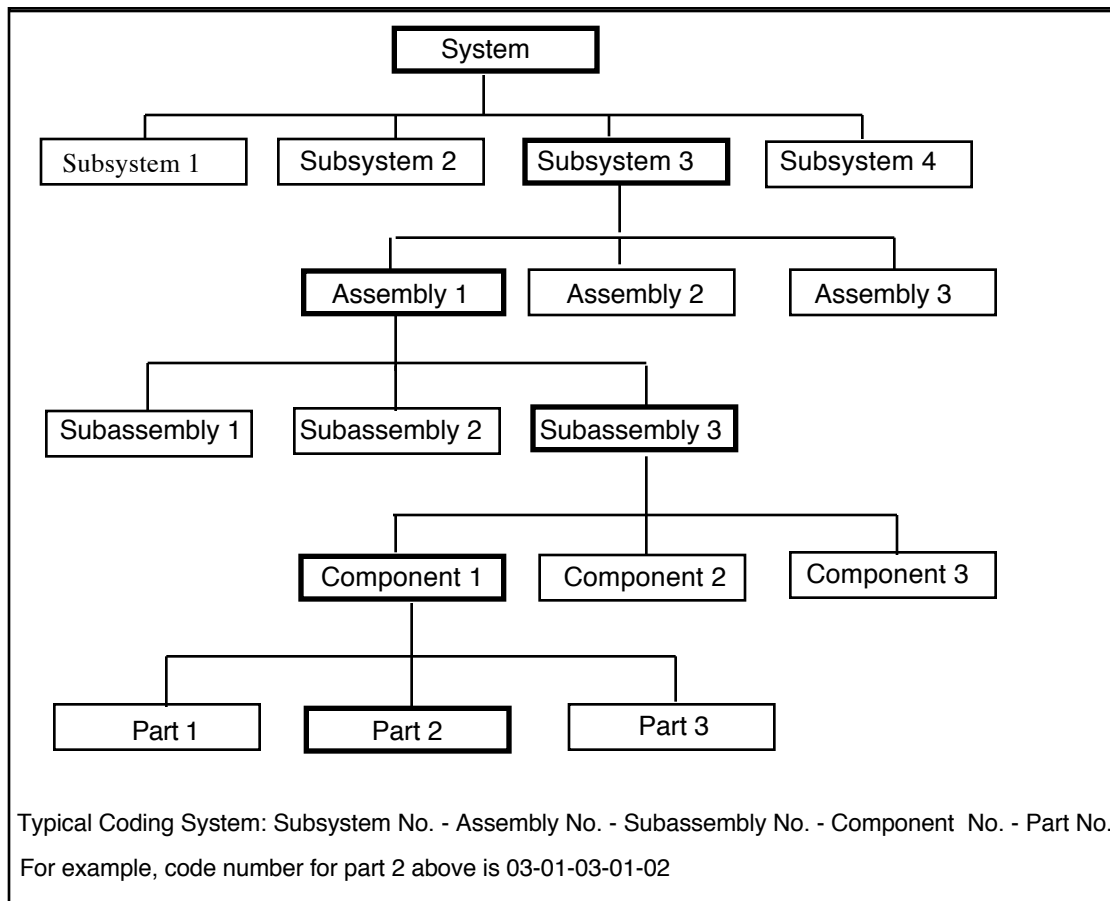 System
Subsystem 1 Subsystem 2 Subsystem 3 Subsystem 4
Assembly 1 Assembly 2 Assembly 3
Subassembly 1 Subassembly 2 Subassembly 3
Component 1 Component 2 Component 3
Part 1 Part 2 Part 3
Typical Coding System: Subsystem No. - Assembly No. - Subassembly No. - Component No. - Part No.
For example, code number for part 2 above is 03-01-03-01-02